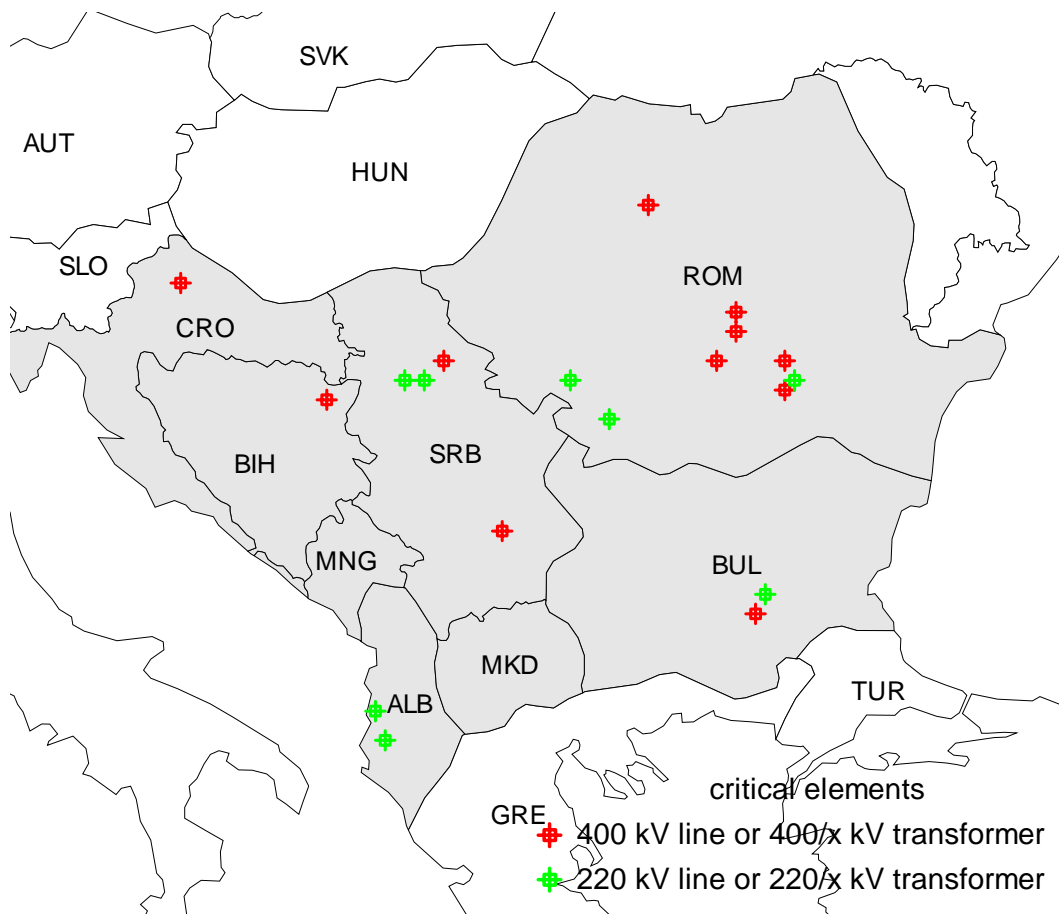 SVK
AUT
HUN
SLO
ROM
CRO
BIH
SRB
MNG
BUL
MKD
ALB
TUR
critical elements
GRE
400 kV line or 400/x kV transformer
220 kV line or 220/x kV transformer